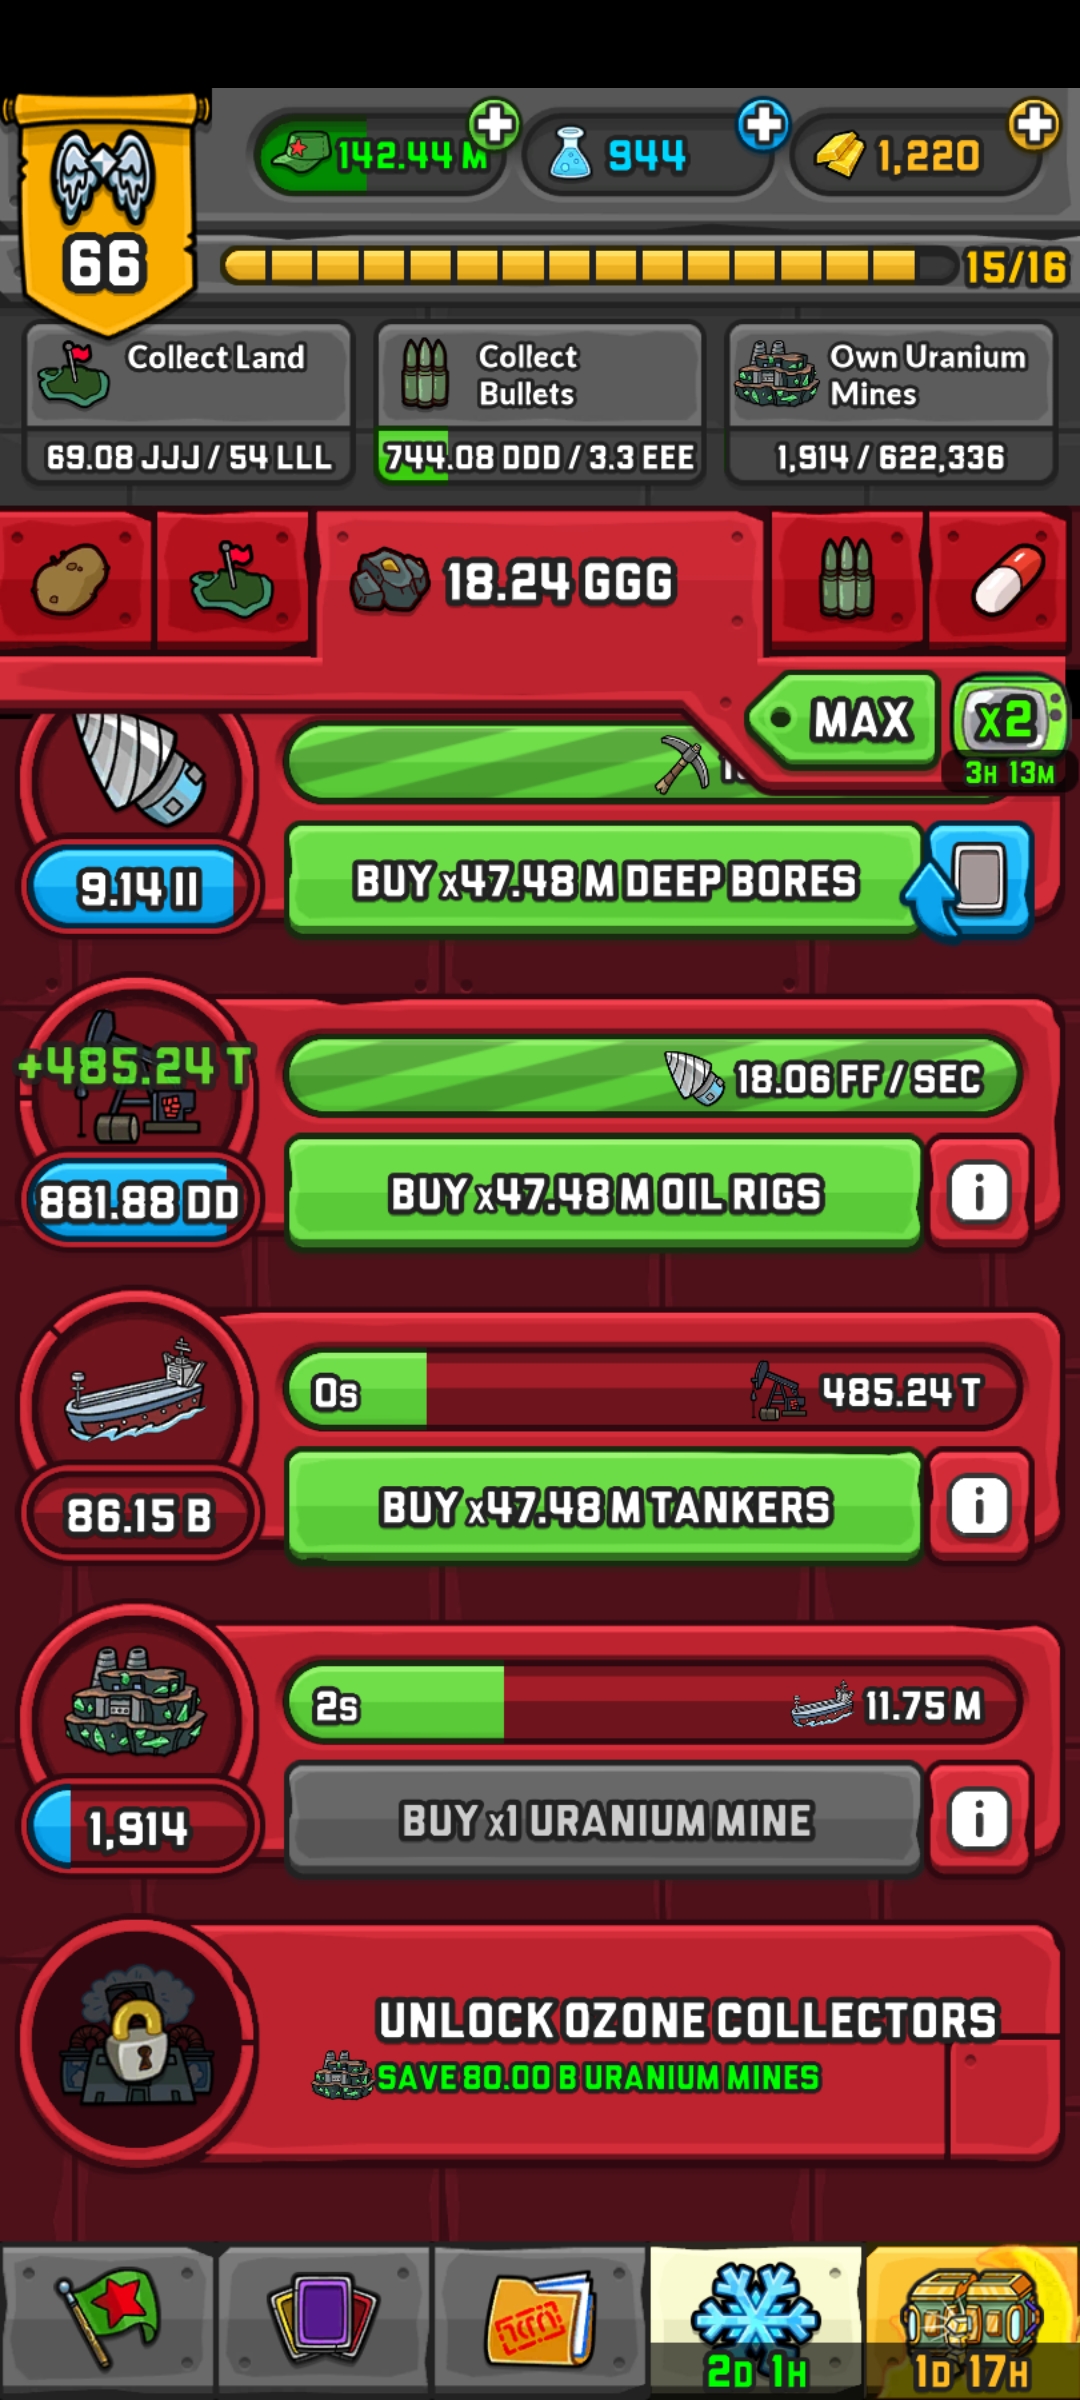 142.44 M
944
1,220
66
15/16
Collect Land
69.08 JJJ / 54 LLL
Collect
Bullets
744.08 DDD / 3.3 EEE
Own Uranium
Mines
1,914 / 622,336
18.24 GGG
MAX
x2
3H 13M
9.14 II
BUY x47.48 M DEEP BORES
+485.24 T
18.06 FF / SEC
881.88 DD
BUY x47.48 M OIL RIGS
i
0s
485.24 T
86.15 B
BUY x47.48 M TANKERS
i
2s
11.75 M
1,914
BUY x1 URANIUM MINE
i
UNLOCK OZONE COLLECTORS
SAVE 80.00 B URANIUM MINES
2D 1H
1D 17H